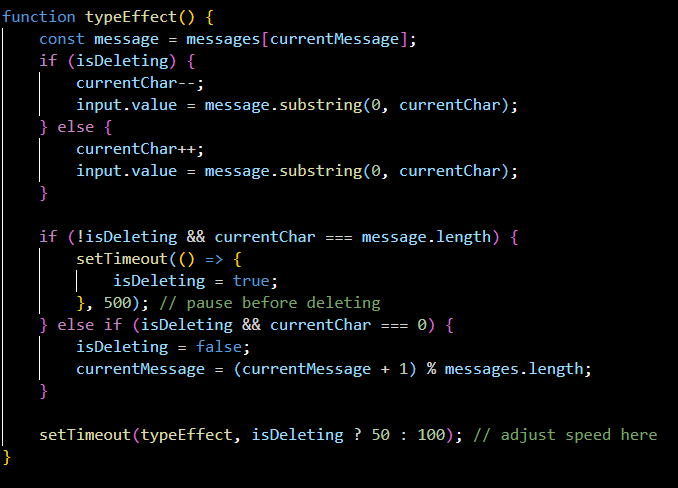 function typeEffect() {
    const message = messages[currentMessage];
    if (isDeleting) {
        currentChar--;
        input.value = message.substring(0, currentChar);
    } else {
        currentChar++;
        input.value = message.substring(0, currentChar);
    }

    if (!isDeleting && currentChar === message.length) {
        setTimeout(() => {
            isDeleting = true;
        }, 500); // pause before deleting
    } else if (isDeleting && currentChar === 0) {
        isDeleting = false;
        currentMessage = (currentMessage + 1) % messages.length;
    }

    setTimeout(typeEffect, isDeleting ? 50 : 100); // adjust speed here
}